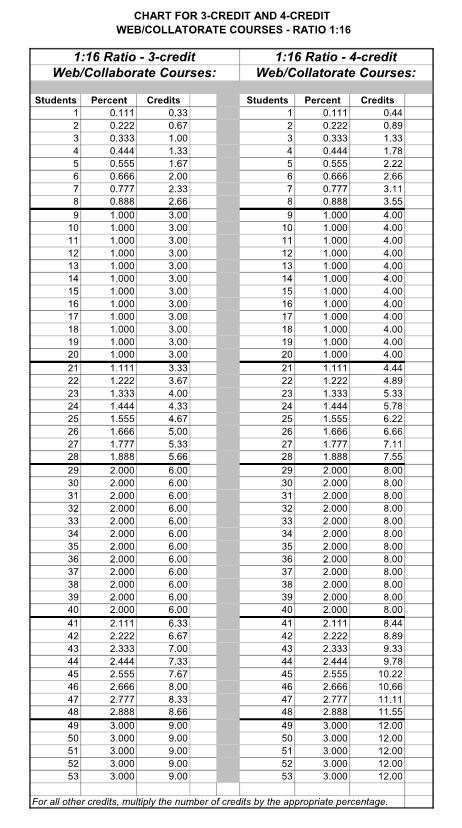 CHART FOR 3-CREDIT AND 4-CREDIT
WEB/COLLATORATE COURSES - RATIO 1:16
1:16 Ratio - 3-credit 1:16 Ratio - 4-credit
Web/Collaborate Courses: Web/Collatorate Courses:
Students Percent Credits Students Percent Credits
1 0.111 0.33 1 0.111 0.44
2 0.222 0.67 2 0.222 0.89
3 0.333 1.00 3 0.333 1.33
4 0.444 1.33 4 0.444 1.78
5 0.555 1.67 5 0.555 2.22
6 0.666 2.00 6 0.666 2.66
7 0.777 2.33 7 0.777 3.11
8 0.888 2.66 8 0.888 3.55
9 1.000 3.00 9 1.000 4.00
10 1.000 3.00 10 1.000 4.00
11 1.000 3.00 11 1.000 4.00
12 1.000 3.00 12 1.000 4.00
13 1.000 3.00 13 1.000 4.00
14 1.000 3.00 14 1.000 4.00
15 1.000 3.00 15 1.000 4.00
16 1.000 3.00 16 1.000 4.00
17 1.000 3.00 17 1.000 4.00
18 1.000 3.00 18 1.000 4.00
19 1.000 3.00 19 1.000 4.00
20 1.000 3.00 20 1.000 4.00
21 1.111 3.33 21 1.111 4.44
22 1.222 3.67 22 1.222 4.89
23 1.333 4.00 23 1.333 5.33
24 1.444 4.33 24 1.444 5.78
25 1.555 4.67 25 1.555 6.22
26 1.666 5.00 26 1.666 6.66
27 1.777 5.33 27 1.777 7.11
28 1.888 5.66 28 1.888 7.55
29 2.000 6.00 29 2.000 8.00
30 2.000 6.00 30 2.000 8.00
31 2.000 6.00 31 2.000 8.00
32 2.000 6.00 32 2.000 8.00
33 2.000 6.00 33 2.000 8.00
34 2.000 6.00 34 2.000 8.00
35 2.000 6.00 35 2.000 8.00
36 2.000 6.00 36 2.000 8.00
37 2.000 6.00 37 2.000 8.00
38 2.000 6.00 38 2.000 8.00
39 2.000 6.00 39 2.000 8.00
40 2.000 6.00 40 2.000 8.00
41 2.111 6.33 41 2.111 8.44
42 2.222 6.67 42 2.222 8.89
43 2.333 7.00 43 2.333 9.33
44 2.444 7.33 44 2.444 9.78
45 2.555 7.67 45 2.555 10.22
46 2.666 8.00 46 2.666 10.66
47 2.777 8.33 47 2.777 11.11
48 2.888 8.66 48 2.888 11.55
49 3.000 9.00 49 3.000 12.00
50 3.000 9.00 50 3.000 12.00
51 3.000 9.00 51 3.000 12.00
52 3.000 9.00 52 3.000 12.00
53 3.000 9.00 53 3.000 12.00
For all other credits, multiply the number of credits by the appropriate percentage.